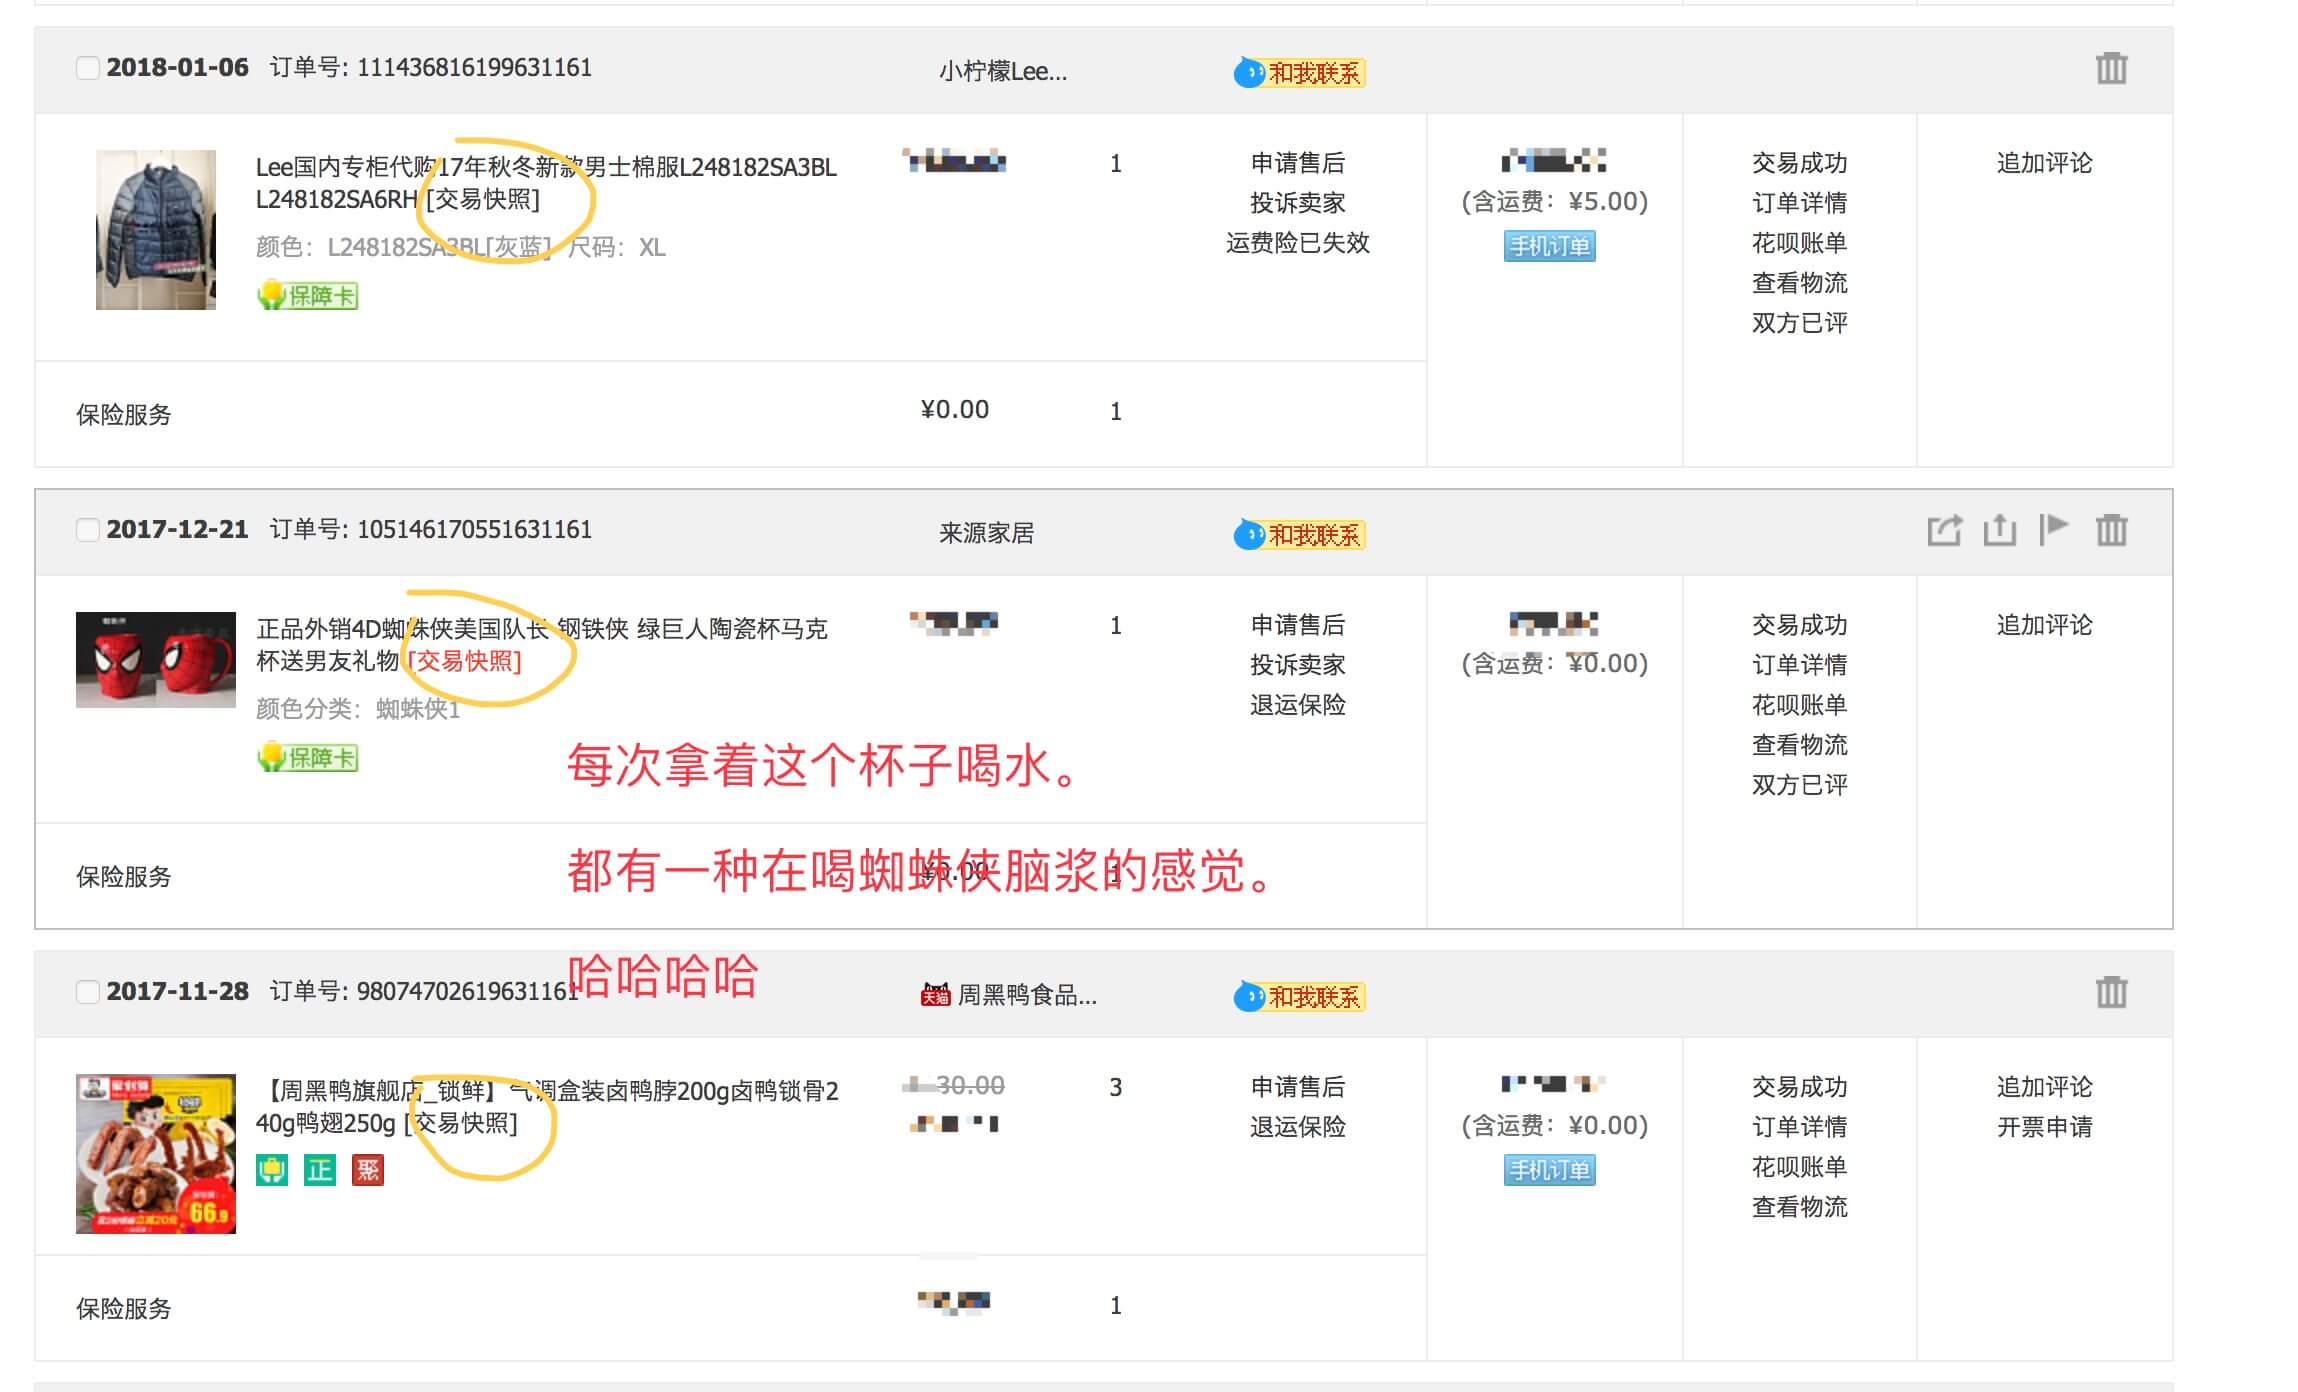 2018-01-06 订单号: 111436816199631161 小柠檬Lee... 和我联系
Lee国内专柜代购17年秋冬新款男士棉服L248182SA3BL 1 申请售后 交易成功 追加评论
L248182SA6RH [交易快照] 投诉卖家 (含运费：¥5.00) 订单详情
颜色：L248182SA3BL[灰蓝] 尺码：XL 运费险已失效 手机订单 花呗账单
保障卡 查看物流
双方已评
保险服务 ¥0.00 1
2017-12-21 订单号: 105146170551631161 来源家居 和我联系
正品外销4D蜘蛛侠美国队长 钢铁侠 绿巨人陶瓷杯马克 1 申请售后 交易成功 追加评论
杯送男友礼物 [交易快照] 投诉卖家 (含运费：¥0.00) 订单详情
颜色分类：蜘蛛侠1 退运保险 花呗账单
保障卡 查看物流
每次拿着这个杯子喝水。 双方已评
保险服务 ¥0.00 1
都有一种在喝蜘蛛侠脑浆的感觉。
哈哈哈哈
2017-11-28 订单号: 98074702619631161 天猫 周黑鸭食品... 和我联系
【周黑鸭旗舰店_锁鲜】气调盒装卤鸭脖200g卤鸭锁骨2 30.00 3 申请售后 交易成功 追加评论
40g鸭翅250g [交易快照] 退运保险 (含运费：¥0.00) 订单详情 开票申请
正 聚 手机订单 花呗账单
查看物流
66.9
保险服务 1